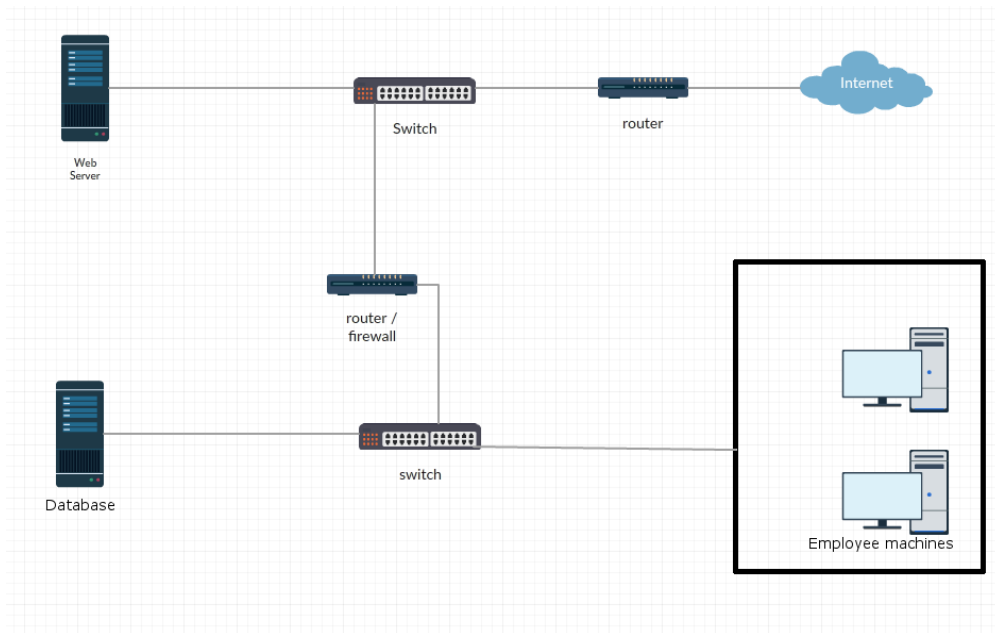 Internet
Switch
router
Web
Server
router /
firewall
switch
Database
Employee machines